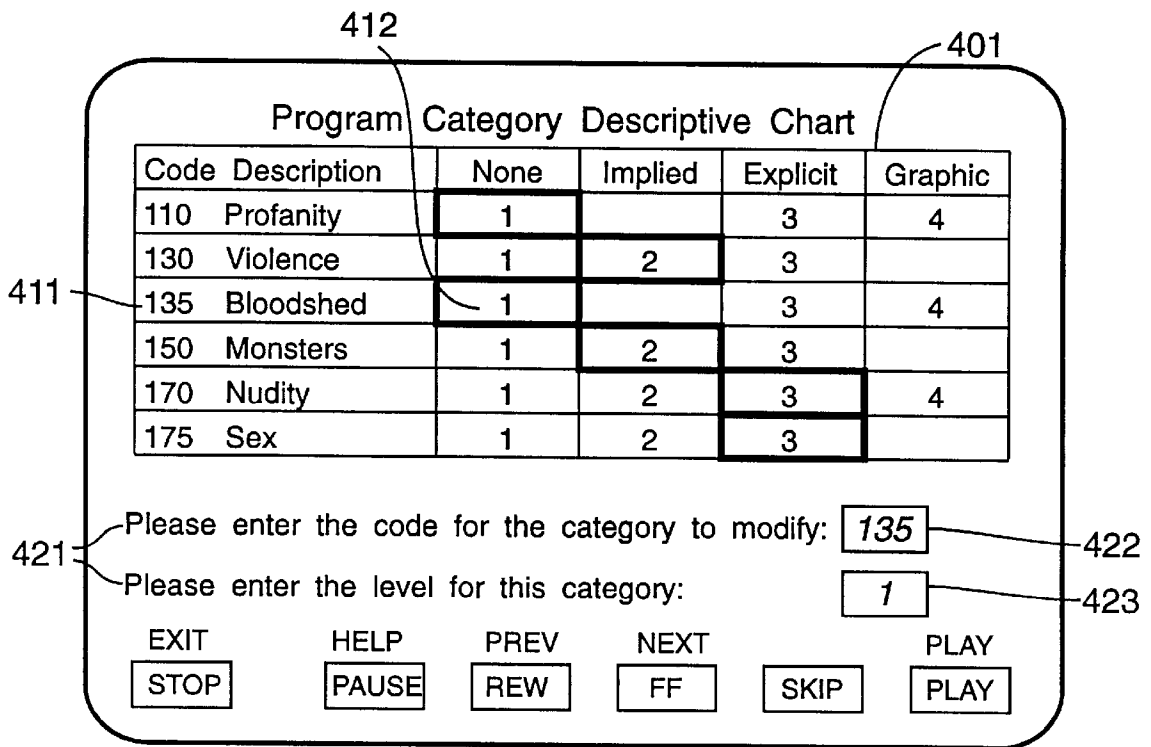 412
401
Program Category Descriptive Chart
Code Description None Implied Explicit Graphic
110 Profanity 1 3 4
130 Violence 1 2 3
411 135 Bloodshed 1 3 4
150 Monsters 1 2 3
170 Nudity 1 2 3 4
175 Sex 1 2 3
Please enter the code for the category to modify: 135 422
421
Please enter the level for this category: 1 423
EXIT HELP PREV NEXT PLAY
STOP PAUSE REW FF SKIP PLAY